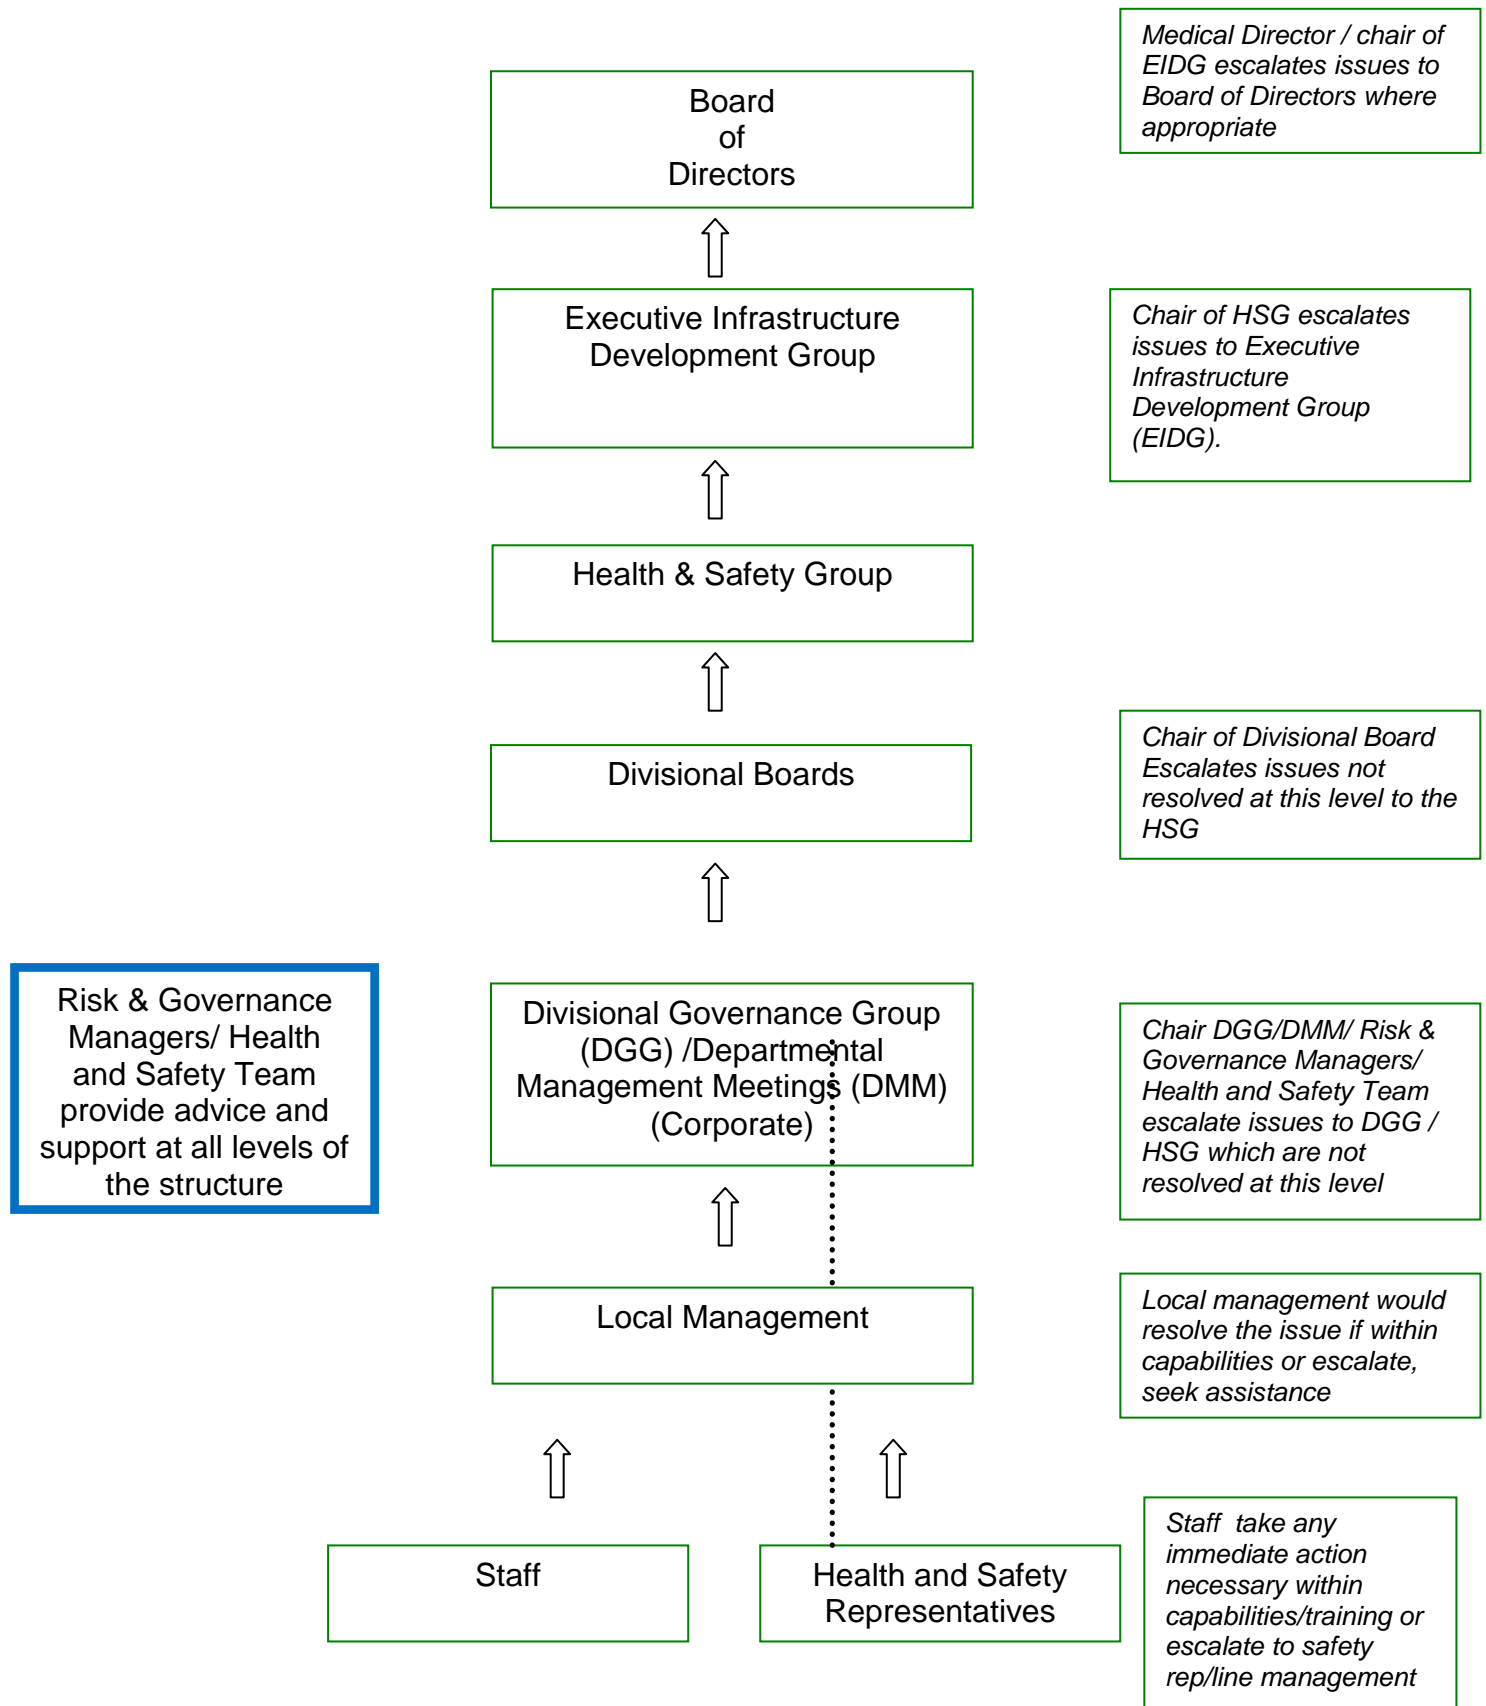 Medical Director / chair of
EIDG escalates issues to
Board of Directors where
appropriate
Board
of
Directors
Executive Infrastructure
Development Group
Chair of HSG escalates
issues to Executive
Infrastructure
Development Group
(EIDG).
Health & Safety Group
Divisional Boards
Chair of Divisional Board
Escalates issues not
resolved at this level to the
HSG
Risk & Governance
Managers/ Health
and Safety Team
provide advice and
support at all levels of
the structure
Divisional Governance Group
(DGG) /Departmental
Management Meetings (DMM)
(Corporate)
Chair DGG/DMM/ Risk &
Governance Managers/
Health and Safety Team
escalate issues to DGG /
HSG which are not
resolved at this level
Local Management
Local management would
resolve the issue if within
capabilities or escalate,
seek assistance
Staff
Health and Safety
Representatives
Staff  take any
immediate action
necessary within
capabilities/training or
escalate to safety
rep/line management